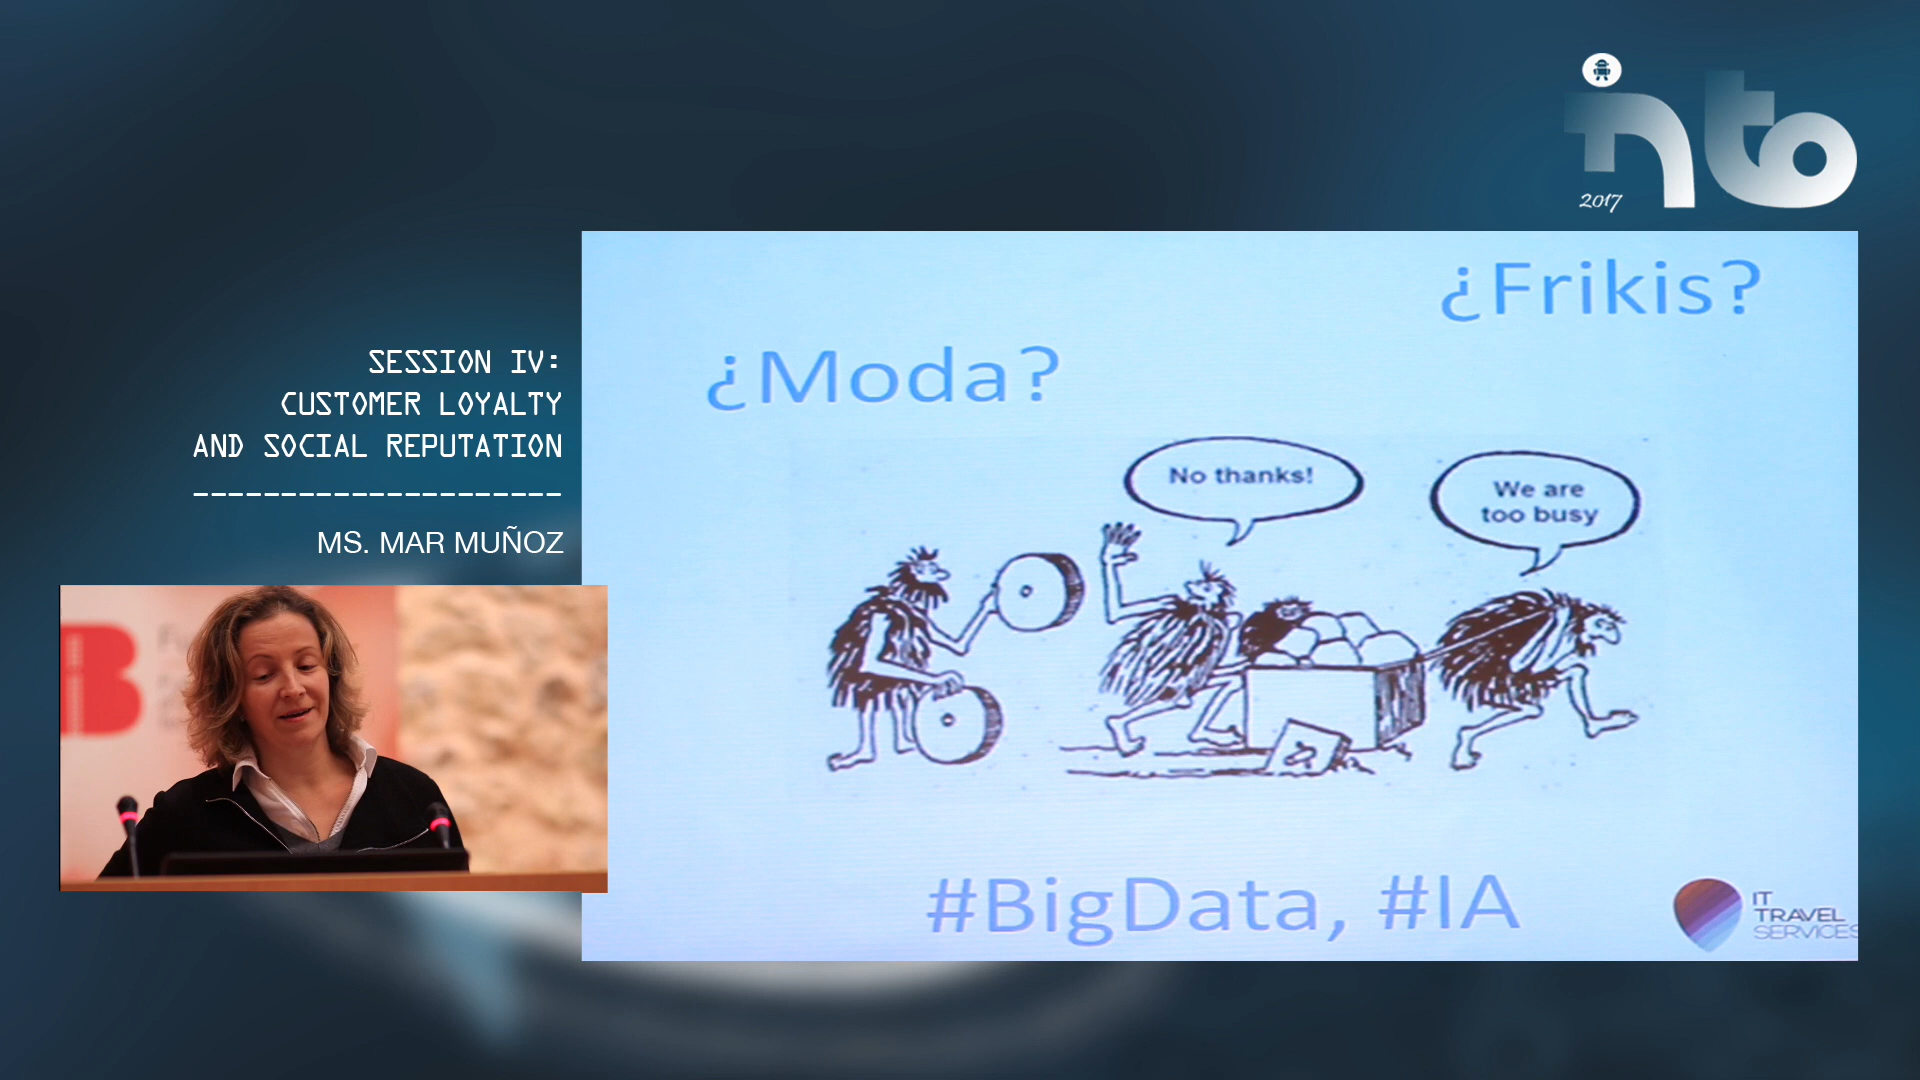 into
2017
SESSION IV:
CUSTOMER LOYALTY
AND SOCIAL REPUTATION
MS. MAR MUÑOZ
¿Frikis?
¿Moda?
No thanks!
We are
too busy
#BigData, #IA
IT
TRAVEL
SERVICES
B